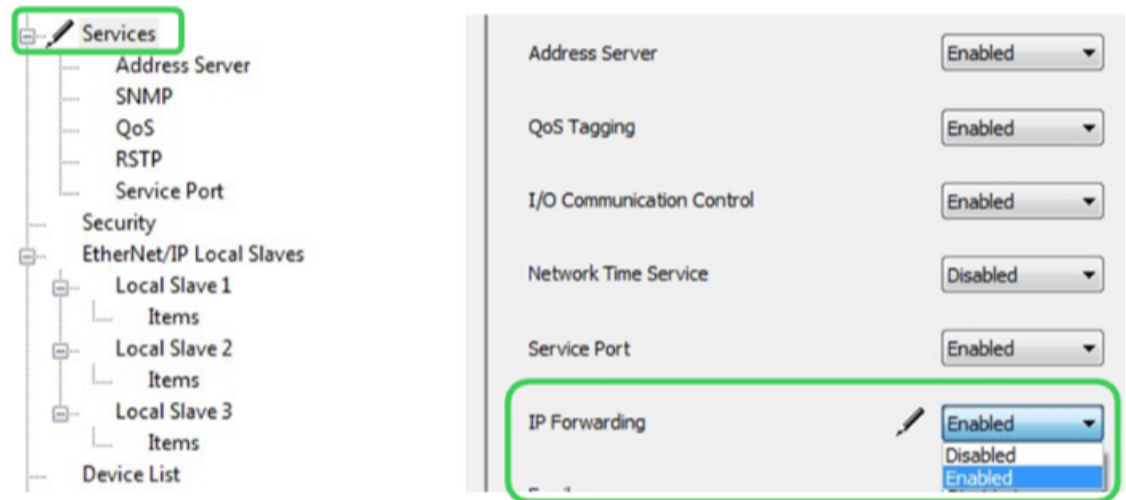 Services
Address Server
SNMP
QoS
RSTP
Service Port
Security
EtherNet/IP Local Slaves
Local Slave 1
Items
Local Slave 2
Items
Local Slave 3
Items
Device List
Address Server Enabled
QoS Tagging Enabled
I/O Communication Control Enabled
Network Time Service Disabled
Service Port Enabled
IP Forwarding Enabled
Disabled
Enabled